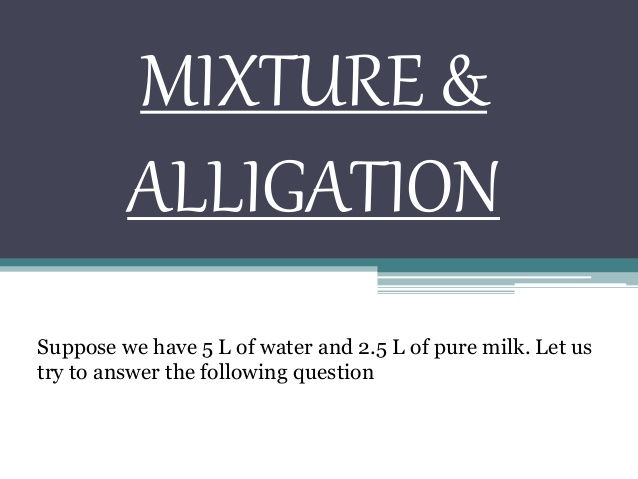 MIXTURE &
ALLIGATION
Suppose we have 5 L of water and 2.5 L of pure milk. Let us
try to answer the following question